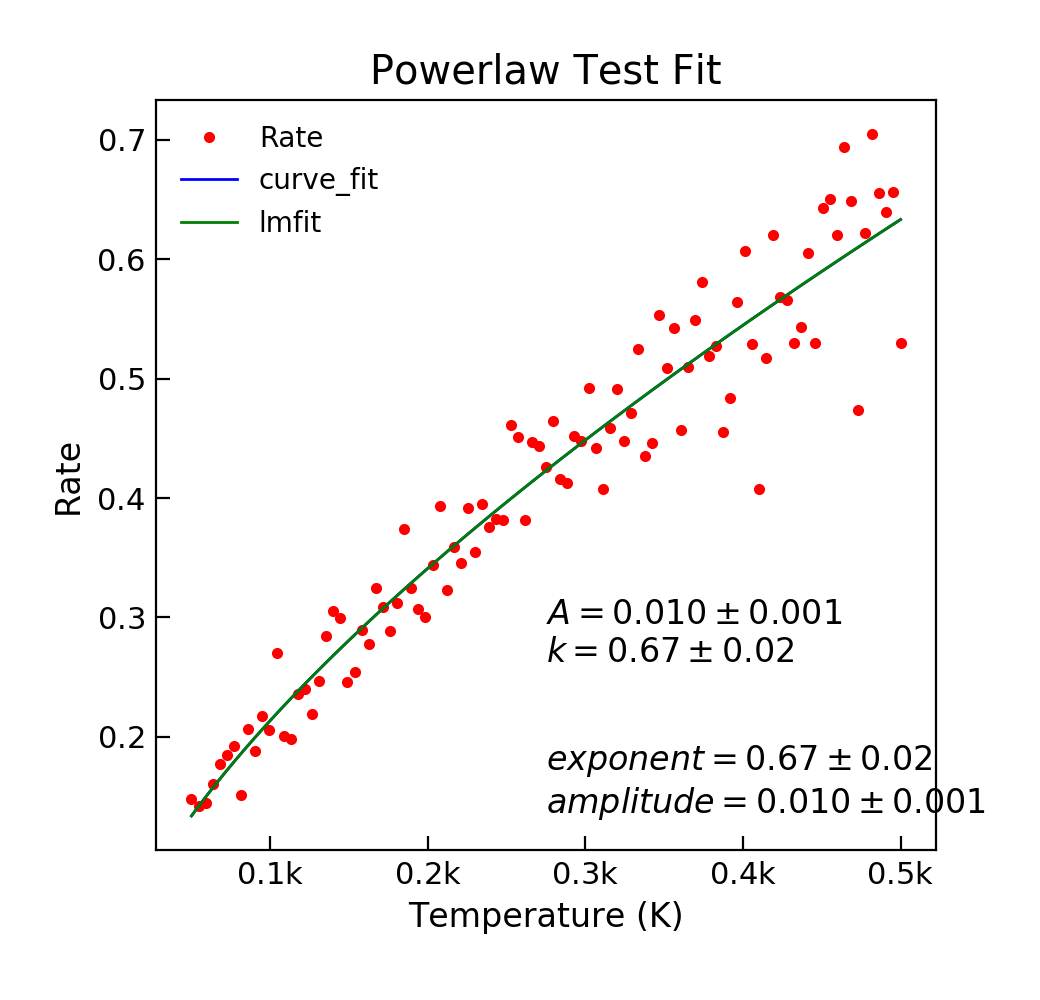 Powerlaw Test Fit
Rate
curve_fit
lmfit
0.7
0.6
0.5
0.4
0.3
0.2
Rate
A = 0.010 ± 0.001
k = 0.67 ± 0.02
exponent = 0.67 ± 0.02
amplitude = 0.010 ± 0.001
0.1k 0.2k 0.3k 0.4k 0.5k
Temperature (K)